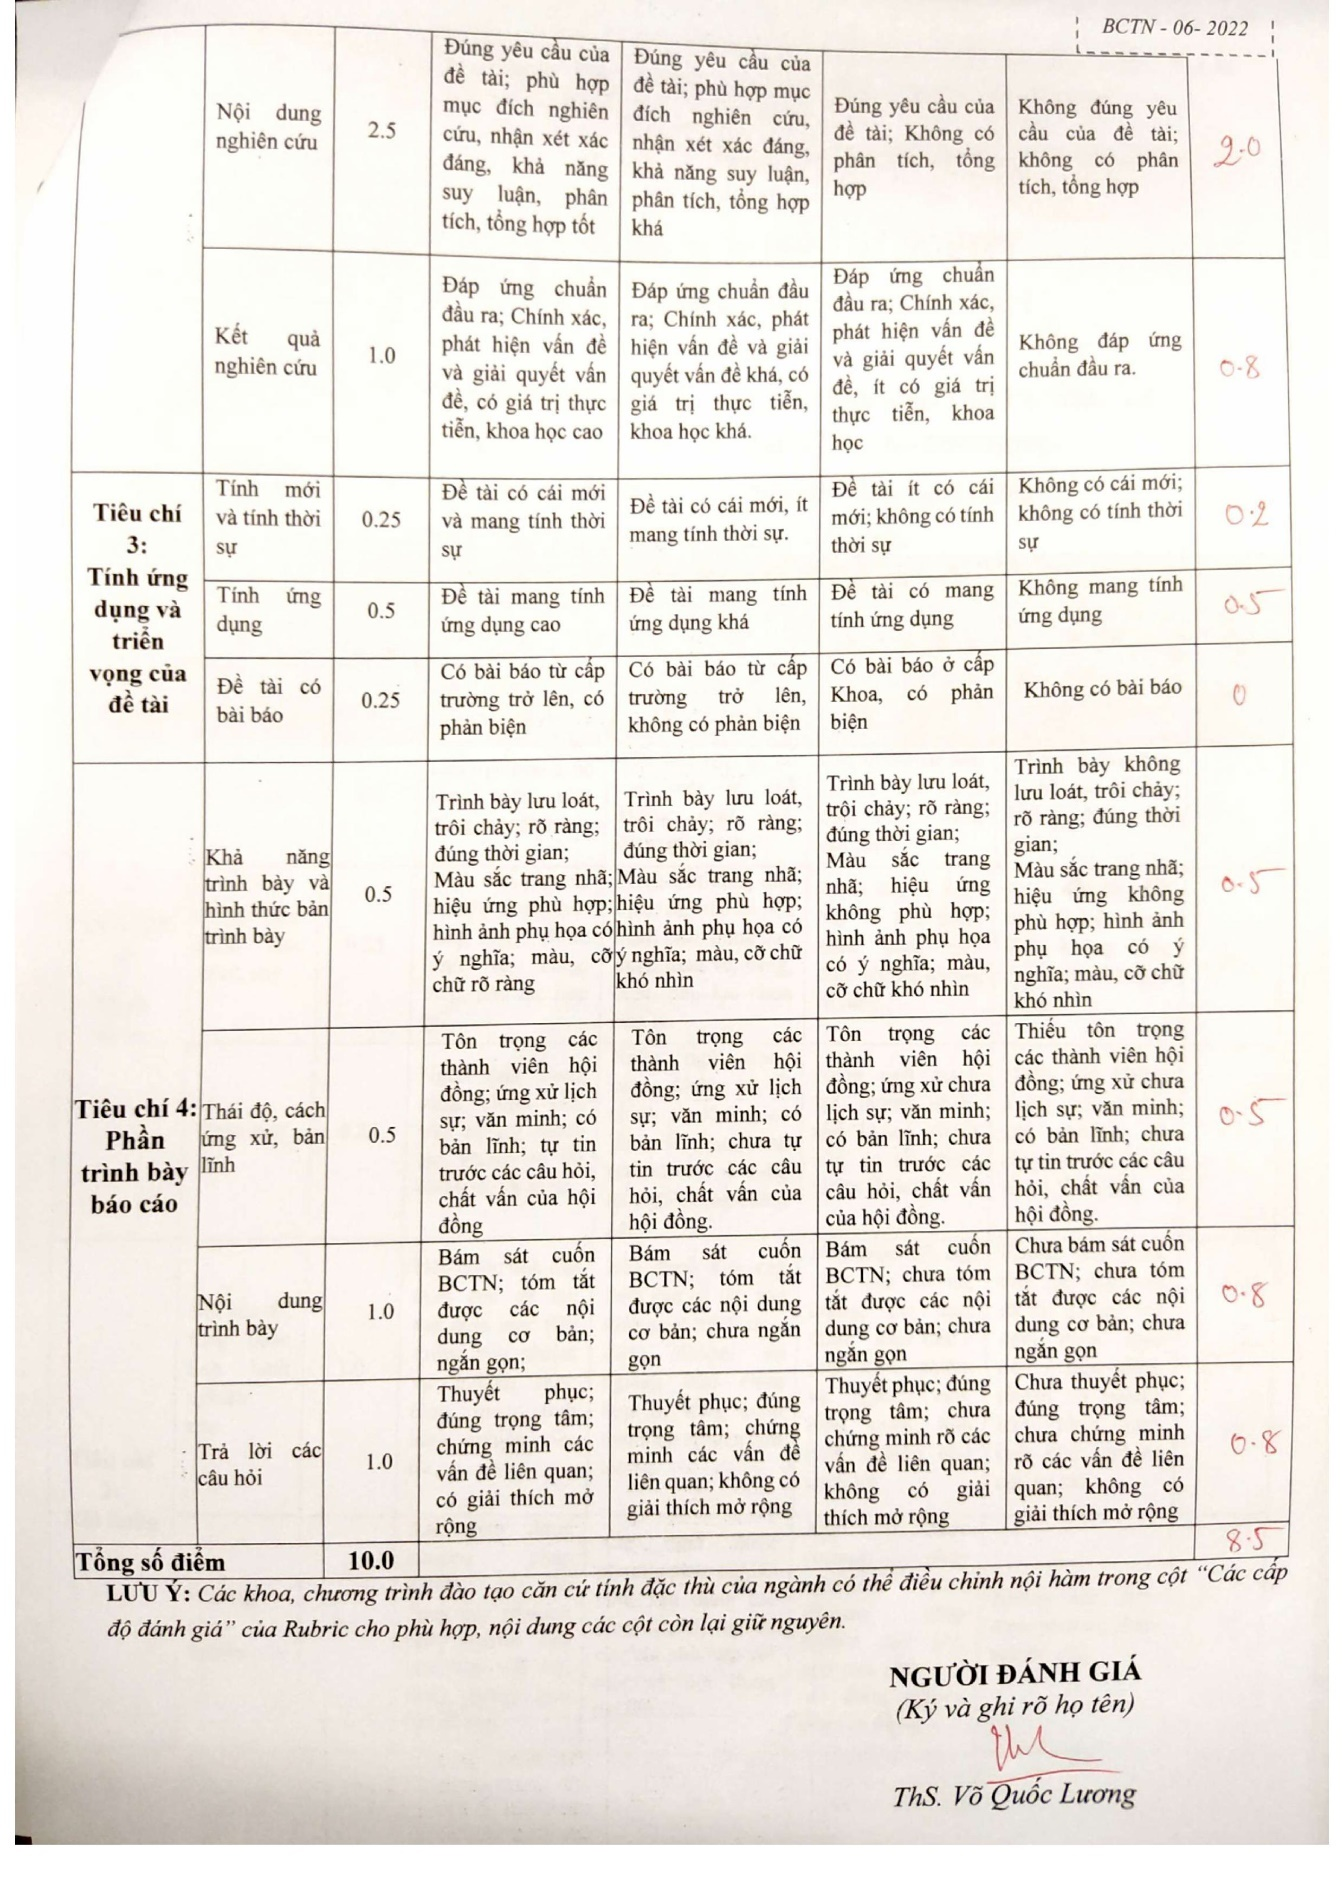 BCTN - 06- 2022
Nội dung
nghiên cứu
2.5
Đúng yêu cầu của
đề tài; phù hợp
mục đích nghiên
cứu, nhận xét xác
đáng, khả năng
suy luận, phân
tích, tổng hợp tốt
Đúng yêu cầu của
đề tài; phù hợp mục
đích nghiên cứu,
nhận xét xác đáng,
khả năng suy luận,
phân tích, tổng hợp
khá
Đúng yêu cầu của
đề tài; Không có
phân tích, tổng
hợp
Không đúng yêu
cầu của đề tài;
không có phân
tích, tổng hợp
2.0
Kết quả
nghiên cứu
1.0
Đáp ứng chuẩn
đầu ra; Chính xác,
phát hiện vấn đề
và giải quyết vấn
đề, có giá trị thực
tiễn, khoa học cao
Đáp ứng chuẩn đầu
ra; Chính xác, phát
hiện vấn đề và giải
quyết vấn đề khá, có
giá trị thực tiễn,
khoa học khá.
Đáp ứng chuẩn
đầu ra; Chính xác,
phát hiện vấn đề
và giải quyết vấn
đề, ít có giá trị
thực tiễn, khoa
học
Không đáp ứng
chuẩn đầu ra.
0.8
Tiêu chí
3:
Tính ứng
dụng và
triển
vọng của
đề tài
Tính mới
và tính thời
sự
0.25
Đề tài có cái mới
và mang tính thời
sự
Đề tài có cái mới, ít
mang tính thời sự.
Đề tài ít có cái
mới; không có tính
thời sự
Không có cái mới;
không có tính thời
sự
0.2
Tính ứng
dụng
0.5
Đề tài mang tính
ứng dụng cao
Đề tài mang tính
ứng dụng khá
Đề tài có mang
tính ứng dụng
Không mang tính
ứng dụng
0.5
Đề tài có
bài báo
0.25
Có bài báo từ cấp
trường trở lên, có
phản biện
Có bài báo từ cấp
trường trở lên,
không có phản biện
Có bài báo ở cấp
Khoa, có phản
biện
Không có bài báo
0
Tiêu chí 4:
Phần
trình bày
báo cáo
Khả năng
trình bày và
hình thức bản
trình bày
0.5
Trình bày lưu loát,
trôi chảy; rõ ràng;
đúng thời gian;
Màu sắc trang nhã;
hiệu ứng phù hợp;
hình ảnh phụ họa có
ý nghĩa; màu, cỡ
chữ rõ ràng
Trình bày lưu loát,
trôi chảy; rõ ràng;
đúng thời gian;
Màu sắc trang nhã;
hiệu ứng phù hợp;
hình ảnh phụ họa có
ý nghĩa; màu, cỡ chữ
khó nhìn
Trình bày lưu loát,
trội chảy; rõ ràng;
đúng thời gian;
Màu sắc trang
nhã; hiệu ứng
không phù hợp;
hình ảnh phụ họa
có ý nghĩa; màu,
cỡ chữ khó nhìn
Trình bày không
lưu loát, trôi chảy;
rõ ràng; đúng thời
gian;
Màu sắc trang nhã;
hiệu ứng không
phù hợp; hình ảnh
phụ họa có ý
nghĩa; màu, cỡ chữ
khó nhìn
0.5
Thái độ, cách
ứng xử, bản
lĩnh
0.5
Tôn trọng các
thành viên hội
đồng; ứng xử lịch
sự; văn minh; có
bản lĩnh; tự tin
trước các câu hỏi,
chất vấn của hội
đồng
Tôn trọng các
thành viên hội
đồng; ứng xử lịch
sự; văn minh; có
bản lĩnh; chưa tự
tin trước các câu
hỏi, chất vấn của
hội đồng.
Tôn trọng các
thành viên hội
đồng; ứng xử chưa
lịch sự; văn minh;
có bản lĩnh; chưa
tự tin trước các
câu hỏi, chất vấn
của hội đồng.
Thiếu tôn trọng
các thành viên hội
đồng; ứng xử chưa
lịch sự; văn minh;
có bản lĩnh; chưa
tự tin trước các câu
hỏi, chất vấn của
hội đồng.
0.5
Nội dung
trình bày
1.0
Bám sát cuốn
BCTN; tóm tắt
được các nội
dung cơ bản;
ngắn gọn;
Bám sát cuốn
BCTN; tóm tắt
được các nội dung
cơ bản; chưa ngắn
gọn
Bám sát cuốn
BCTN; chưa tóm
tắt được các nội
dung cơ bản; chưa
ngắn gọn
Chưa bám sát cuốn
BCTN; chưa tóm
tắt được các nội
dung cơ bản; chưa
ngắn gọn
0.8
Trả lời các
câu hỏi
1.0
Thuyết phục;
đúng trọng tâm;
chứng minh các
vấn đề liên quan;
có giải thích mở
rộng
Thuyết phục; đúng
trọng tâm; chứng
minh các vấn đề
liên quan; không có
giải thích mở rộng
Thuyết phục; đúng
trọng tâm; chưa
chứng minh rõ các
vấn đề liên quan;
không có giải
thích mở rộng
Chưa thuyết phục;
đúng trọng tâm;
chưa chứng minh
rõ các vấn đề liên
quan; không có
giải thích mở rộng
0.8
Tổng số điểm
10.0
8.5
LƯU Ý: Các khoa, chương trình đào tạo căn cứ tính đặc thù của ngành có thể điều chỉnh nội hàm trong cột “Các cấp
độ đánh giá” của Rubric cho phù hợp, nội dung các cột còn lại giữ nguyên.
NGƯỜI ĐÁNH GIÁ
(Ký và ghi rõ họ tên)
ThS. Võ Quốc Lương